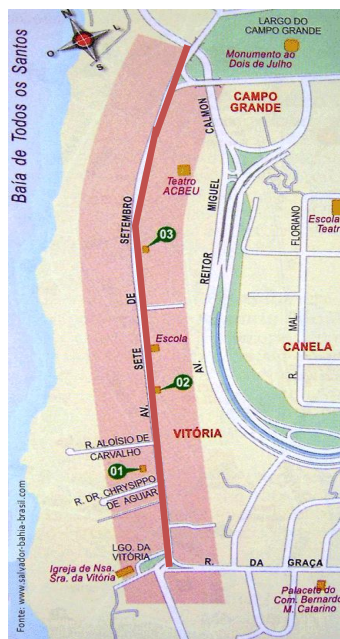 N
L
O
S
Baía de Todos os Santos
LARGO DO
CAMPO GRANDE
Monumento ao
Dois de Julho
CAMPO
GRANDE
Teatro
ACBEU
AV. SETE DE SETEMBRO
AV. REITOR MIGUEL CALMON
R. MAL. FLORIANO
Escola
Teatr
03
Escola
CANELA
02
VITÓRIA
R. ALOÍSIO DE
CARVALHO
01
R. DR. CHRYSIPPO
DE AGUIAR
LGO. DA
VITÓRIA
R. DA GRAÇA
Igreja de Nsa.
Sra. da Vitória
Palacete do
Com. Bernardo
M. Catarino
Fonte: www.salvador-bahia-brasil.com